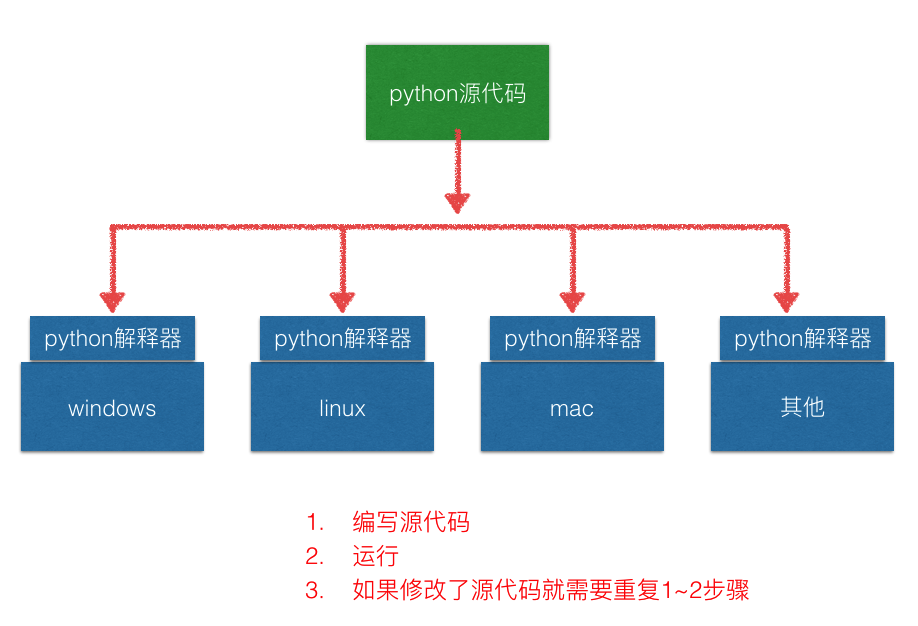 python源代码
python解释器
python解释器
python解释器
python解释器
windows
linux
mac
其他
1. 编写源代码
2. 运行
3. 如果修改了源代码就需要重复1~2步骤